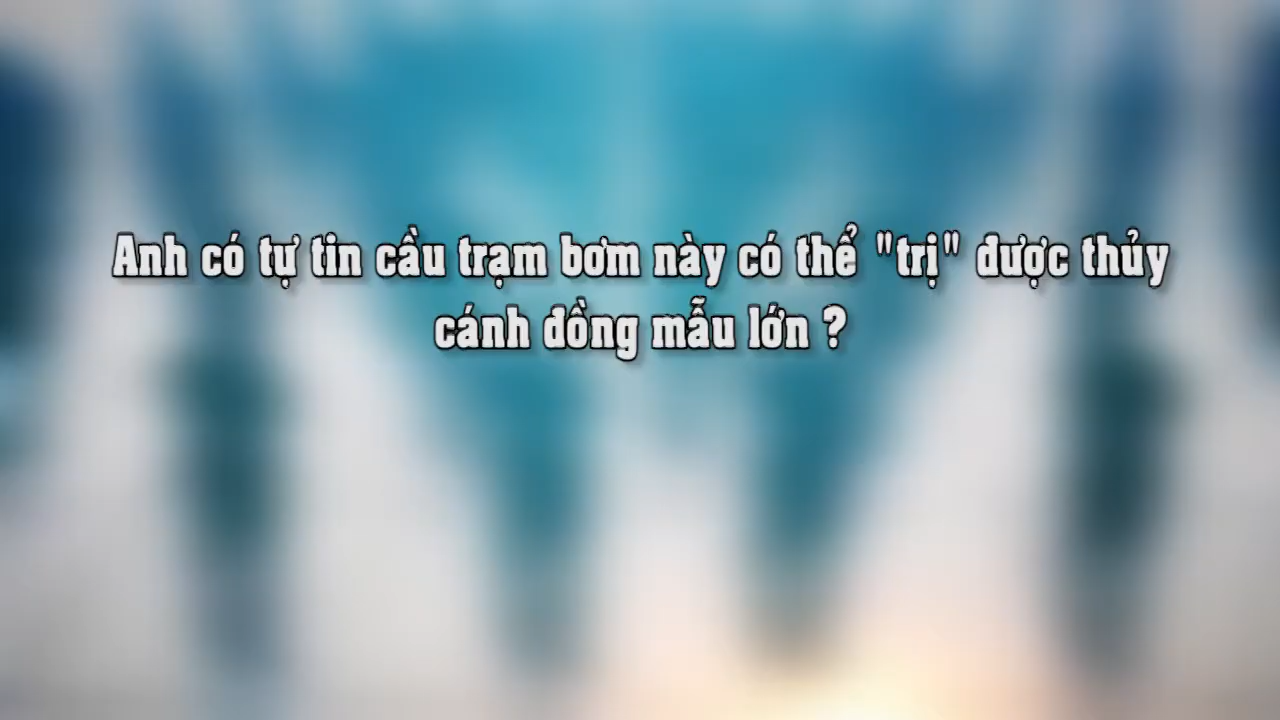 Anh có tự tin cầu trạm bơm này có thể "trị" được thủy
cánh đồng mẫu lớn ?